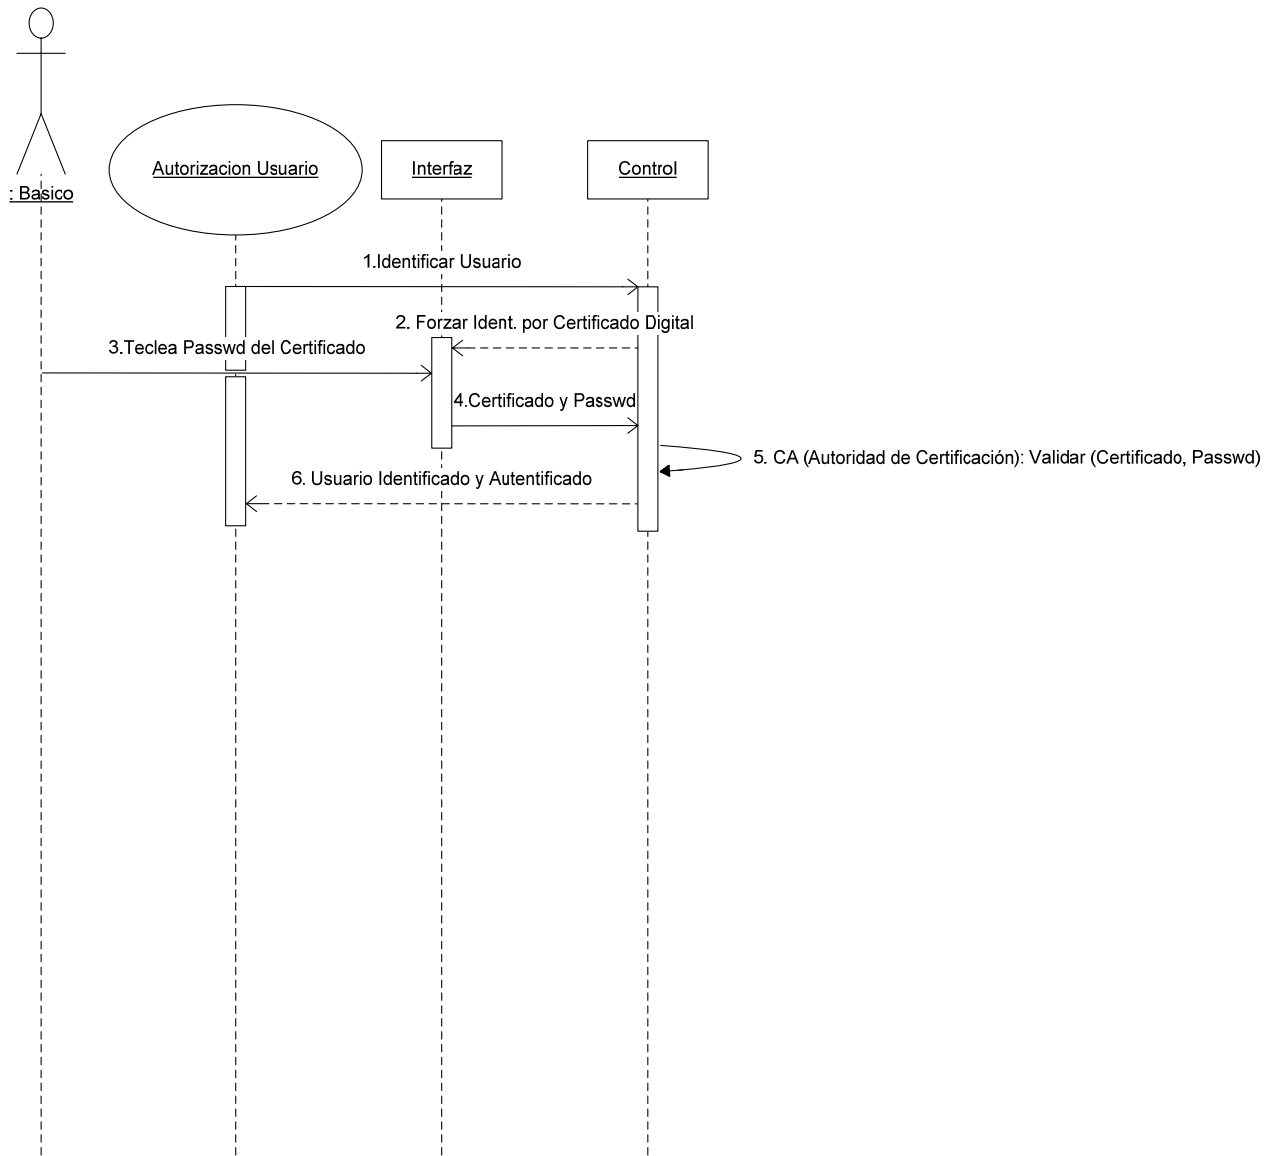 : Basico
Autorizacion Usuario
Interfaz
Control
1.Identificar Usuario
2. Forzar Ident. por Certificado Digital
3.Teclea Passwd del Certificado
4.Certificado y Passwd
5. CA (Autoridad de Certificación): Validar (Certificado, Passwd)
6. Usuario Identificado y Autentificado